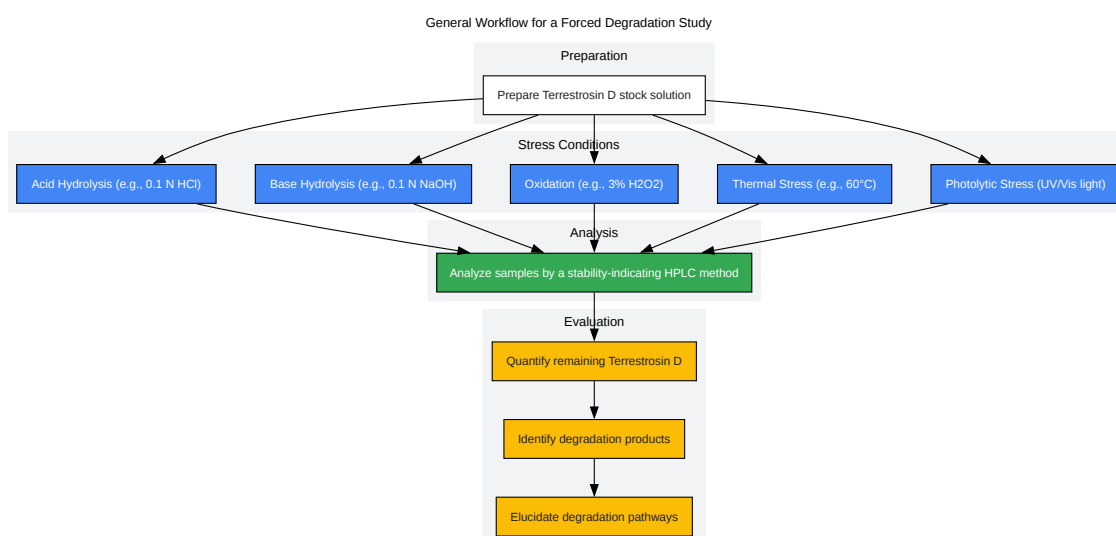 General Workflow for a Forced Degradation Study
Preparation
Prepare Terrestrosin D stock solution
Stress Conditions
Acid Hydrolysis (e.g., 0.1 N HCl)
Base Hydrolysis (e.g., 0.1 N NaOH)
Oxidation (e.g., 3% H2O2)
Thermal Stress (e.g., 60°C)
Photolytic Stress (UV/Vis light)
Analysis
Analyze samples by a stability-indicating HPLC method
Evaluation
Quantify remaining Terrestrosin D
Identify degradation products
Elucidate degradation pathways